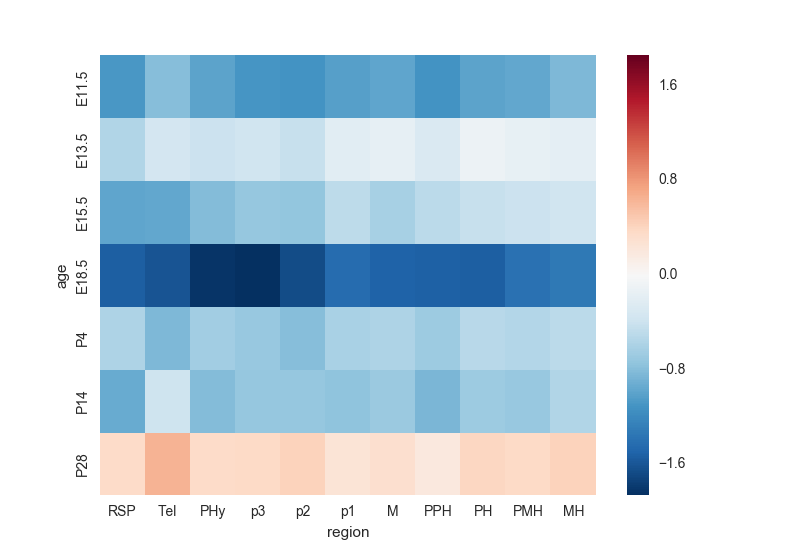 E11.5
E13.5
E15.5
E18.5
P4
P14
P28
age
RSP Tel PHy p3 p2 p1 M PPH PH PMH MH
region
1.6
0.8
0.0
−0.8
−1.6